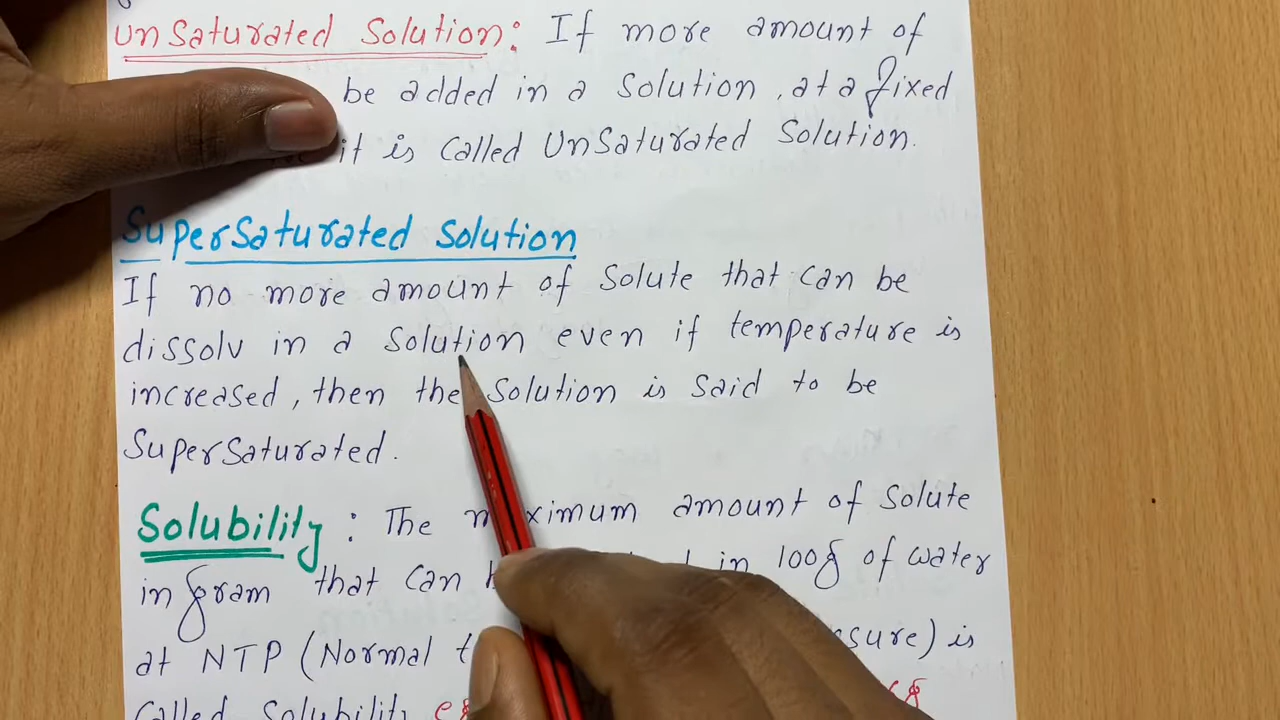 UnSaturated Solution: If more amount of
be added in a Solution, at a fixed
it is called UnSaturated Solution.
SuperSaturated Solution
If no more amount of Solute that can be
dissolv in a Solution even if temperature is
increased, then the Solution is said to be
SuperSaturated.
Solubility: The maximum amount of Solute
in gram that can in 100g of water
at NTP (Normal is
Called Solubility